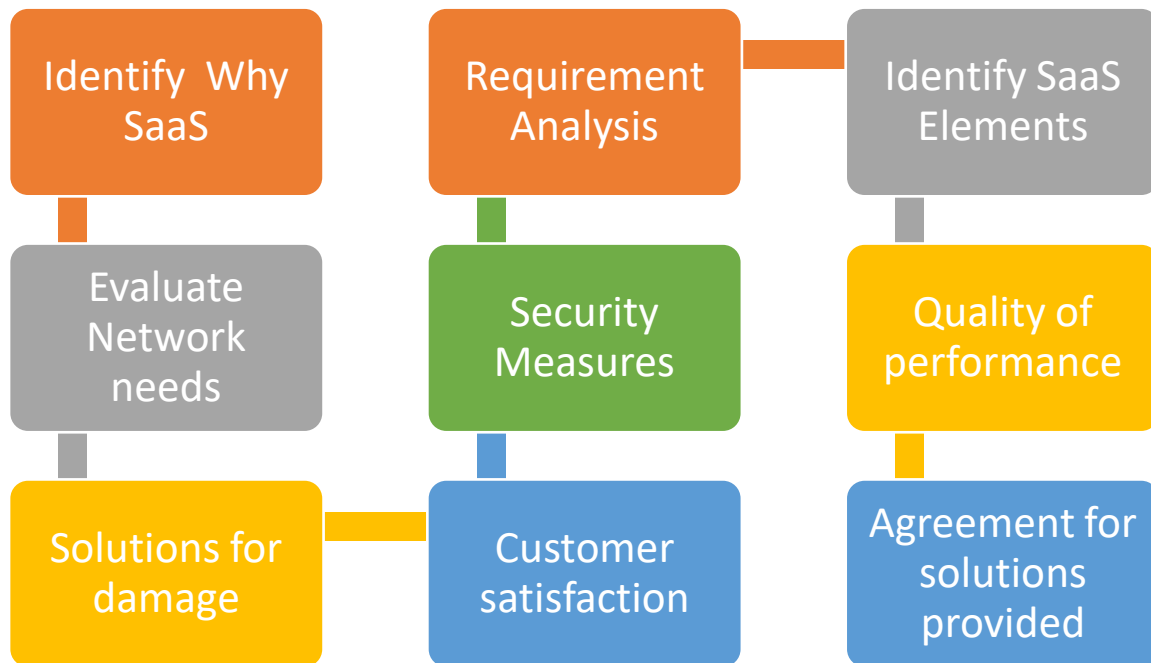 Identify  Why
SaaS
Evaluate
Network
needs
Solutions for
damage
Customer
satisfaction
Security
Measures
Requirement
Analysis
Identify SaaS
Elements
Quality of
performance
Agreement for
solutions
provided